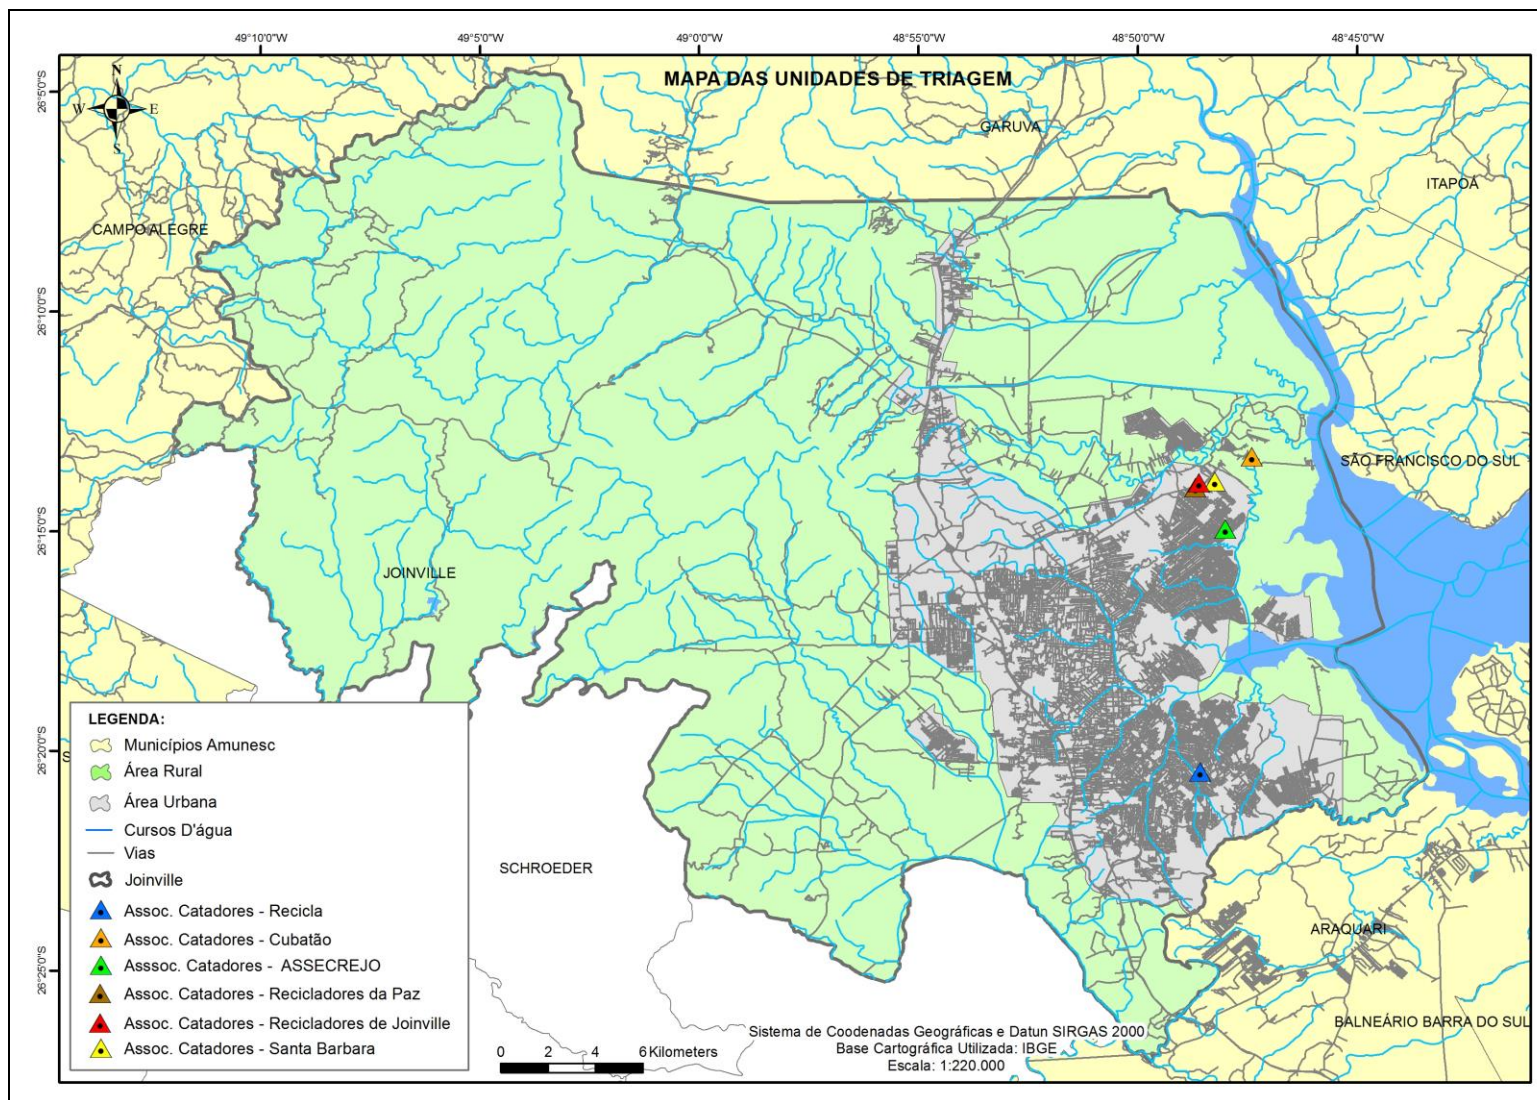 49°10'0"W 49°5'0"W 49°0'0"W 48°55'0"W 48°50'0"W 48°45'0"W
MAPA DAS UNIDADES DE TRIAGEM
26°5'0"S
N
W E
S
GARUVA
ITAPOÁ
CAMPO ALEGRE
26°10'0"S
SÃO FRANCISCO DO SUL
26°15'0"S
JOINVILLE
LEGENDA:
Municípios Amunesc
Área Rural
Área Urbana
Cursos D'água
Vias
Joinville
Assoc. Catadores - Recicla
Assoc. Catadores - Cubatão
Asssoc. Catadores - ASSECREJO
Assoc. Catadores - Recicladores da Paz
Assoc. Catadores - Recicladores de Joinville
Assoc. Catadores - Santa Barbara
26°20'0"S
S
SCHROEDER
ARAQUARI
26°25'0"S
BALNEÁRIO BARRA DO SUL
0 2 4 6 Kilometers
Sistema de Coodenadas Geográficas e Datun SIRGAS 2000
Base Cartográfica Utilizada: IBGE
Escala: 1:220.000